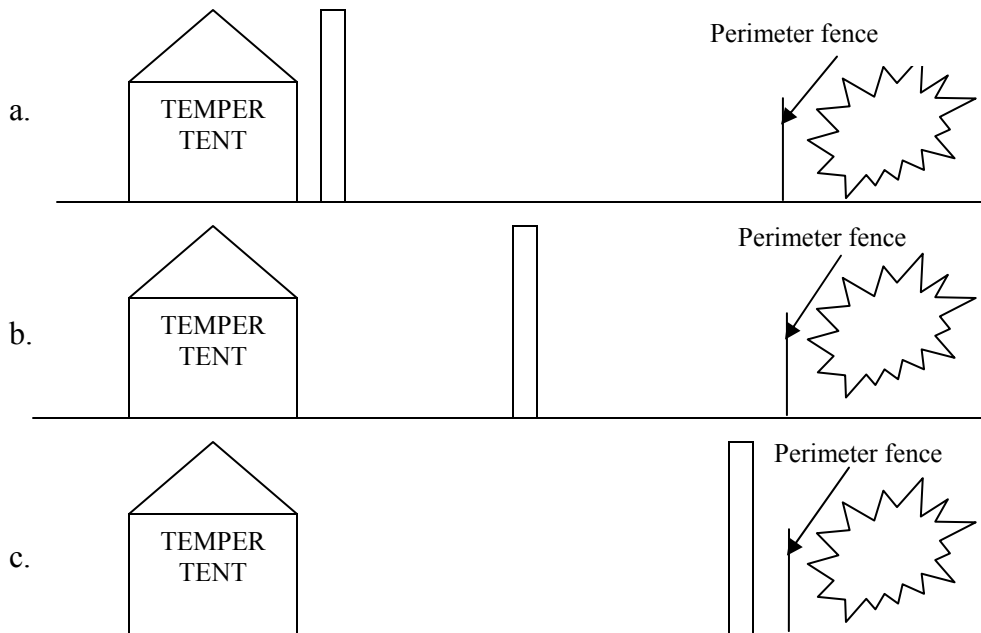 Perimeter fence
a.
TEMPER
TENT
Perimeter fence
b.
TEMPER
TENT
Perimeter fence
c.
TEMPER
TENT